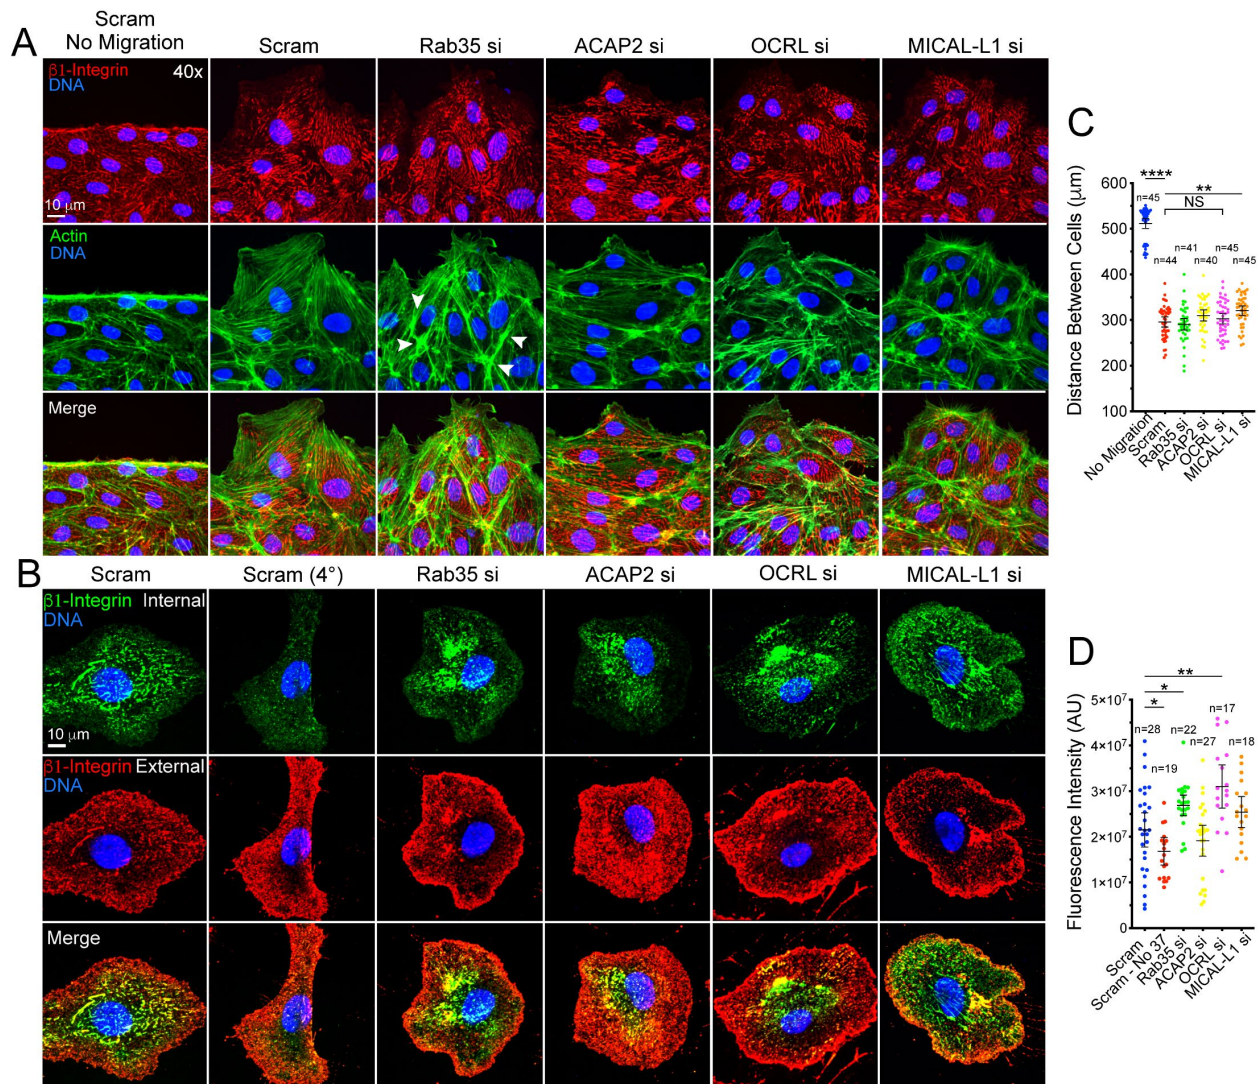 A
Scram
No Migration
Scram
Rab35 si
ACAP2 si
OCRL si
MICAL-L1 si
β1-Integrin
DNA
40x
10 μm
Actin
DNA
Merge
B
Scram
Scram (4°)
Rab35 si
ACAP2 si
OCRL si
MICAL-L1 si
β1-Integrin Internal
DNA
10 μm
β1-Integrin External
DNA
Merge
C
Distance Between Cells (μm)
600
500
400
300
200
100
****
**
NS
n=45
n=44
n=41
n=40
n=45
n=45
No Migration
Scram
Rab35 si
ACAP2 si
OCRL si
MICAL-L1 si
D
Fluorescence Intensity (AU)
5×10⁷
4×10⁷
3×10⁷
2×10⁷
1×10⁷
0
**
*
*
n=28
n=19
n=22
n=27
n=17
n=18
Scram
Scram - No 37
Rab35 si
ACAP2 si
OCRL si
MICAL-L1 si